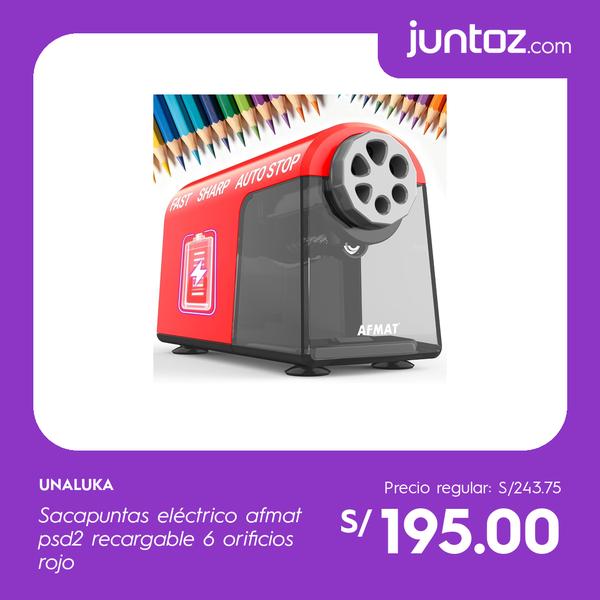 juntoz.com
FAST SHARP AUTO STOP
AFMAT
UNALUKA
Sacapuntas eléctrico afmat
psd2 recargable 6 orificios
rojo
Precio regular: S/243.75
S/195.00